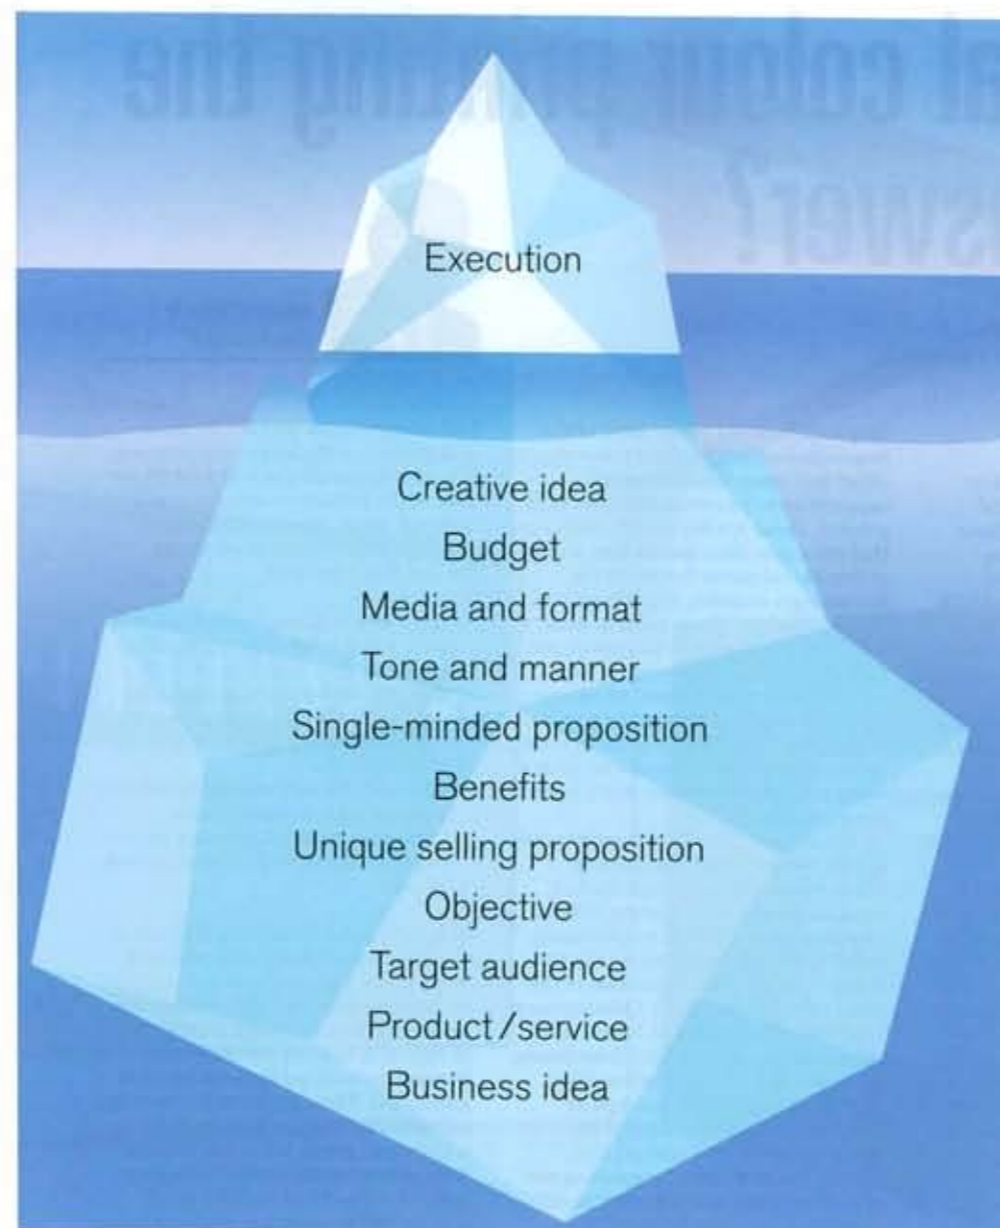 Execution
Creative idea
Budget
Media and format
Tone and manner
Single-minded proposition
Benefits
Unique selling proposition
Objective
Target audience
Product/service
Business idea